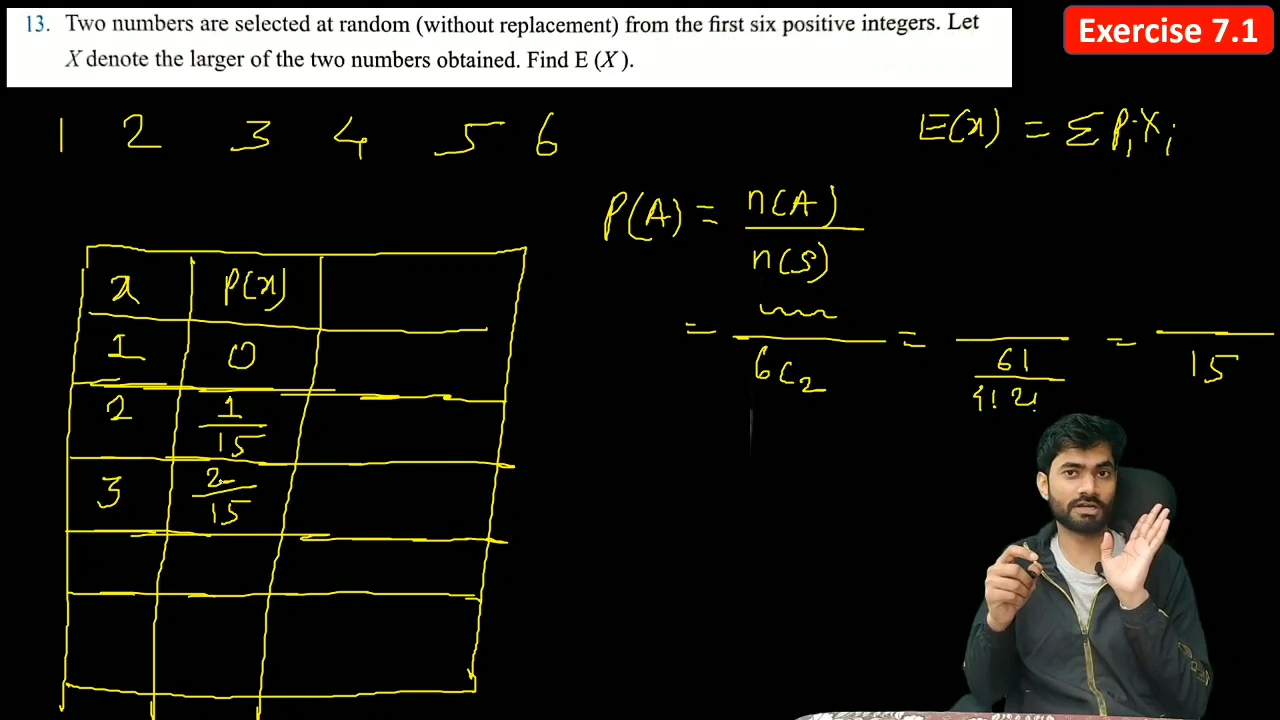 13. Two numbers are selected at random (without replacement) from the first six positive integers. Let
X denote the larger of the two numbers obtained. Find E (X).
Exercise 7.1
1 2 3 4 5 6
E(x) = Σ Pi Xi
P(A) = n(A)
n(S)
= 6C2 = 6!
4! 2! = 15
x P(x)
1 0
2 1/15
3 2/15